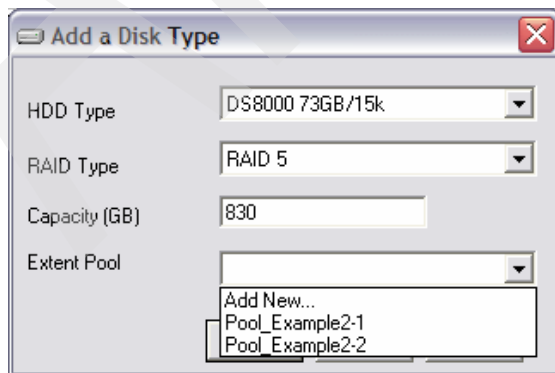 Add a Disk Type
HDD Type
DS8000 73GB/15k
RAID Type
RAID 5
Capacity (GB)
830
Extent Pool
Add New...
Pool_Example2-1
Pool_Example2-2